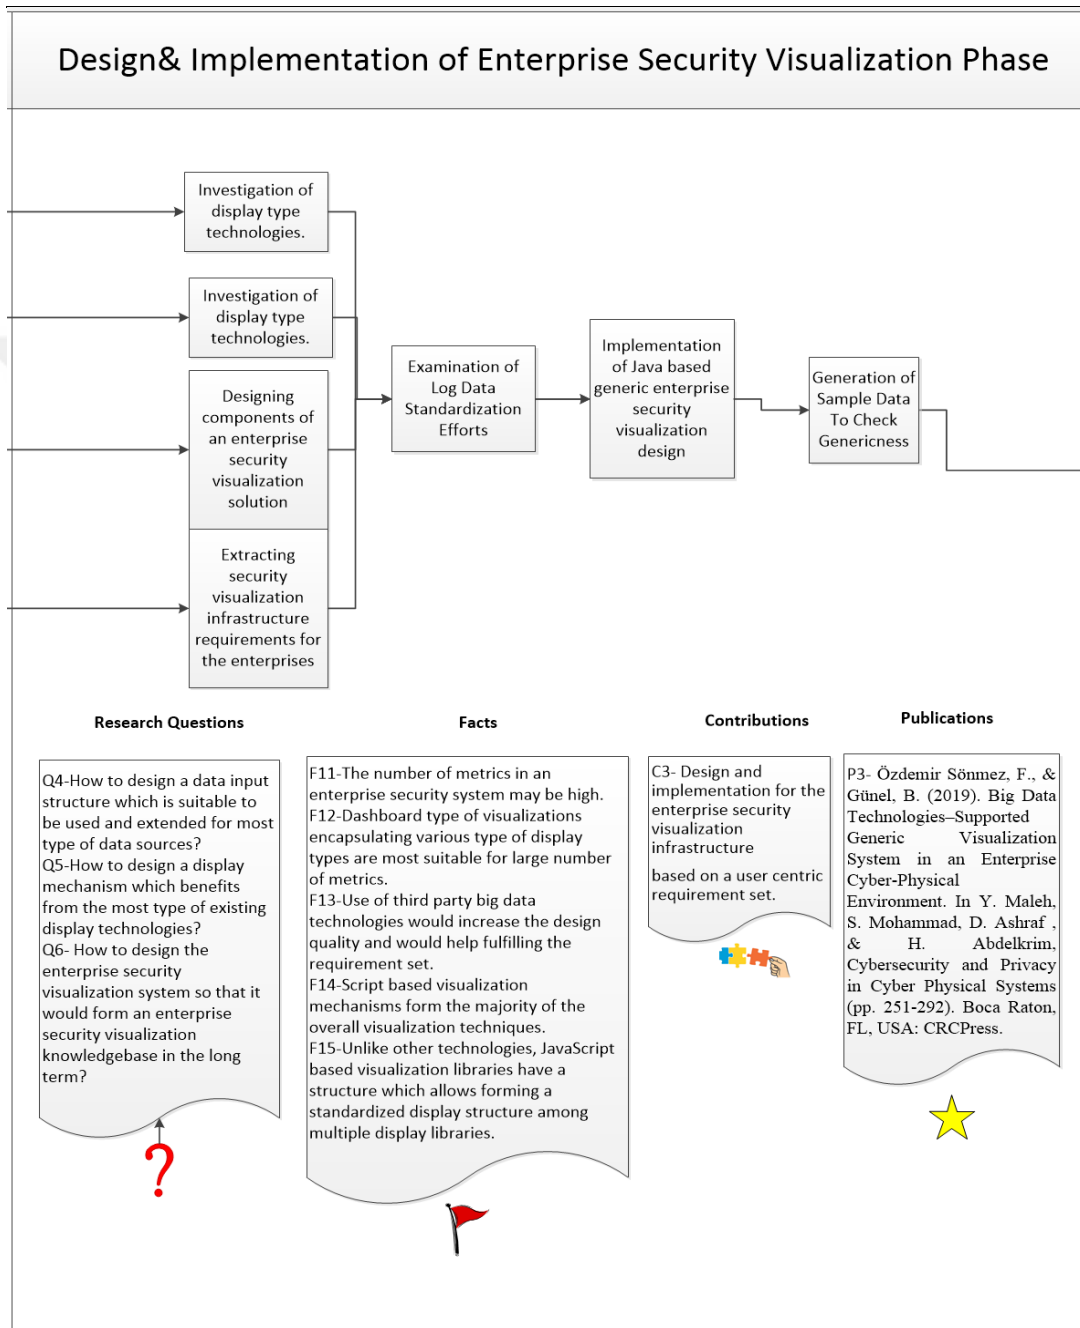 Design& Implementation of Enterprise Security Visualization Phase
Investigation of
display type
technologies.
Investigation of
display type
technologies.
Designing
components of
an enterprise
security
visualization
solution
Extracting
security
visualization
infrastructure
requirements for
the enterprises
Examination of
Log Data
Standardization
Efforts
Implementation
of Java based
generic enterprise
security
visualization
design
Generation of
Sample Data
To Check
Genericness
Research Questions
Q4-How to design a data input
structure which is suitable to
be used and extended for most
type of data sources?
Q5-How to design a display
mechanism which benefits
from the most type of existing
display technologies?
Q6- How to design the
enterprise security
visualization system so that it
would form an enterprise
security visualization
knowledgebase in the long
term?
?
Facts
F11-The number of metrics in an
enterprise security system may be high.
F12-Dashboard type of visualizations
encapsulating various type of display
types are most suitable for large number
of metrics.
F13-Use of third party big data
technologies would increase the design
quality and would help fulfilling the
requirement set.
F14-Script based visualization
mechanisms form the majority of the
overall visualization techniques.
F15-Unlike other technologies, JavaScript
based visualization libraries have a
structure which allows forming a
standardized display structure among
multiple display libraries.
Contributions
C3- Design and
implementation for the
enterprise security
visualization
infrastructure
based on a user centric
requirement set.
Publications
P3- Özdemir Sönmez, F., &
Günel, B. (2019). Big Data
Technologies–Supported
Generic Visualization
System in an Enterprise
Cyber-Physical
Environment. In Y. Maleh,
S. Mohammad, D. Ashraf ,
& H. Abdelkrim,
Cybersecurity and Privacy
in Cyber Physical Systems
(pp. 251-292). Boca Raton,
FL, USA: CRCPress.